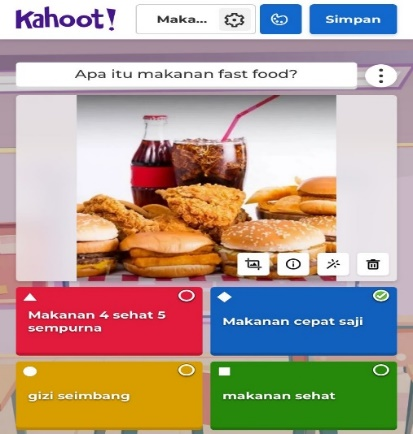 Kahoot!
Maka...
Simpan
Apa itu makanan fast food?
Makanan 4 sehat 5
sempurna
Makanan cepat saji
gizi seimbang
makanan sehat